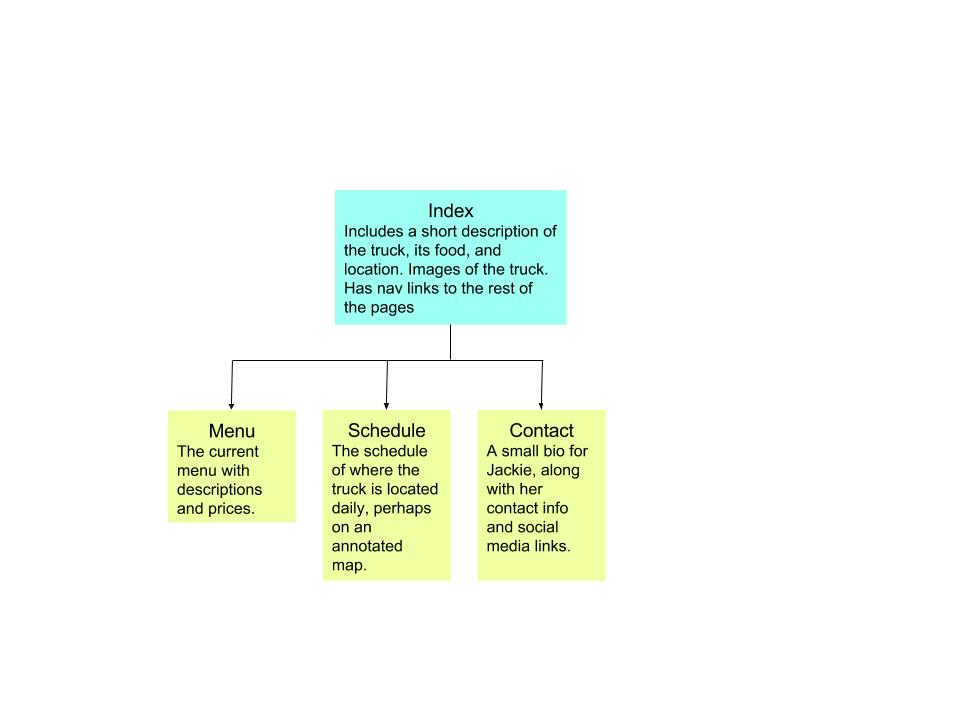 Index
Includes a short description of
the truck, its food, and
location. Images of the truck.
Has nav links to the rest of
the pages
Menu
The current
menu with
descriptions
and prices.
Schedule
The schedule
of where the
truck is located
daily, perhaps
on an
annotated
map.
Contact
A small bio for
Jackie, along
with her
contact info
and social
media links.